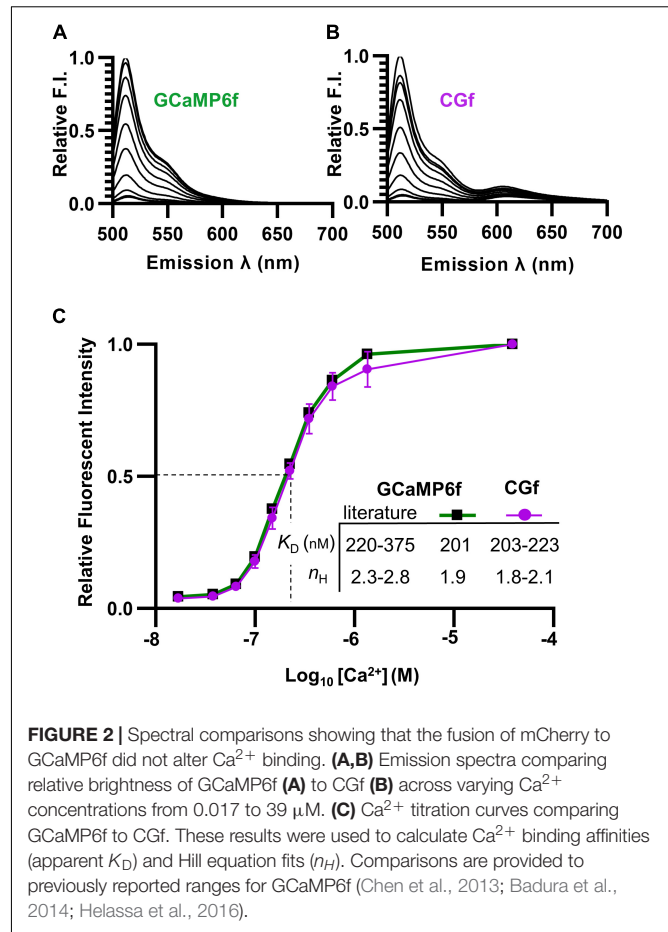 A
B
1.0
0.5
0.0
Relative F.I.
GCaMP6f
500 550 600 650 700
Emission λ (nm)
1.0
0.5
0.0
Relative F.I.
CGf
500 550 600 650 700
Emission λ (nm)
C
1.0
0.5
0.0
Relative Fluorescent Intensity
GCaMP6f CGf
literature
K_D (nM) 220-375 201 203-223
n_H 2.3-2.8 1.9 1.8-2.1
-8 -7 -6 -5 -4
Log₁₀ [Ca²⁺] (M)
FIGURE 2 | Spectral comparisons showing that the fusion of mCherry to
GCaMP6f did not alter Ca²⁺ binding. (A,B) Emission spectra comparing
relative brightness of GCaMP6f (A) to CGf (B) across varying Ca²⁺
concentrations from 0.017 to 39 μM. (C) Ca²⁺ titration curves comparing
GCaMP6f to CGf. These results were used to calculate Ca²⁺ binding affinities
(apparent K_D) and Hill equation fits (n_H). Comparisons are provided to
previously reported ranges for GCaMP6f (Chen et al., 2013; Badura et al.,
2014; Helassa et al., 2016).